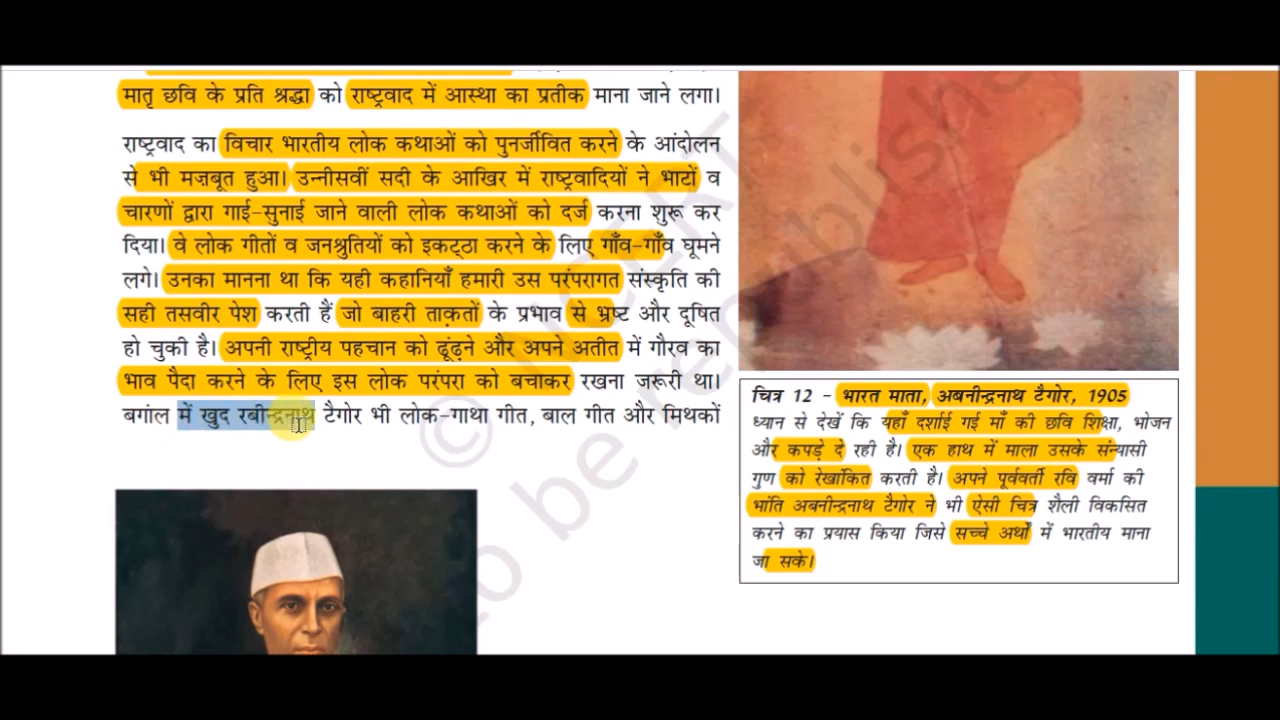 मातृ छवि के प्रति श्रद्धा को राष्ट्रवाद में आस्था का प्रतीक माना जाने लगा।
राष्ट्रवाद का विचार भारतीय लोक कथाओं को पुनर्जीवित करने के आंदोलन
से भी मज़बूत हुआ। उन्नीसवीं सदी के आखिर में राष्ट्रवादियों ने भाटों व
चारणों द्वारा गाई-सुनाई जाने वाली लोक कथाओं को दर्ज करना शुरू कर
दिया। वे लोक गीतों व जनश्रुतियों को इकट्ठा करने के लिए गाँव-गाँव घूमने
लगे। उनका मानना था कि यही कहानियाँ हमारी उस परंपरागत संस्कृति की
सही तसवीर पेश करती हैं जो बाहरी ताक़तों के प्रभाव से भ्रष्ट और दूषित
हो चुकी है। अपनी राष्ट्रीय पहचान को ढूंढ़ने और अपने अतीत में गौरव का
भाव पैदा करने के लिए इस लोक परंपरा को बचाकर रखना जरूरी था।
बगांल में खुद रबीन्द्रनाथ टैगोर भी लोक-गाथा गीत, बाल गीत और मिथकों
चित्र 12 – भारत माता, अबनीन्द्रनाथ टैगोर, 1905
ध्यान से देखें कि यहाँ दर्शाई गई माँ की छवि शिक्षा, भोजन
और कपड़े दे रही है। एक हाथ में माला उसके संन्यासी
गुण को रेखांकित करती है। अपने पूर्ववर्ती रवि वर्मा की
भांति अबनीन्द्रनाथ टैगोर ने भी ऐसी चित्र शैली विकसित
करने का प्रयास किया जिसे सच्चे अर्थों में भारतीय माना
जा सके।